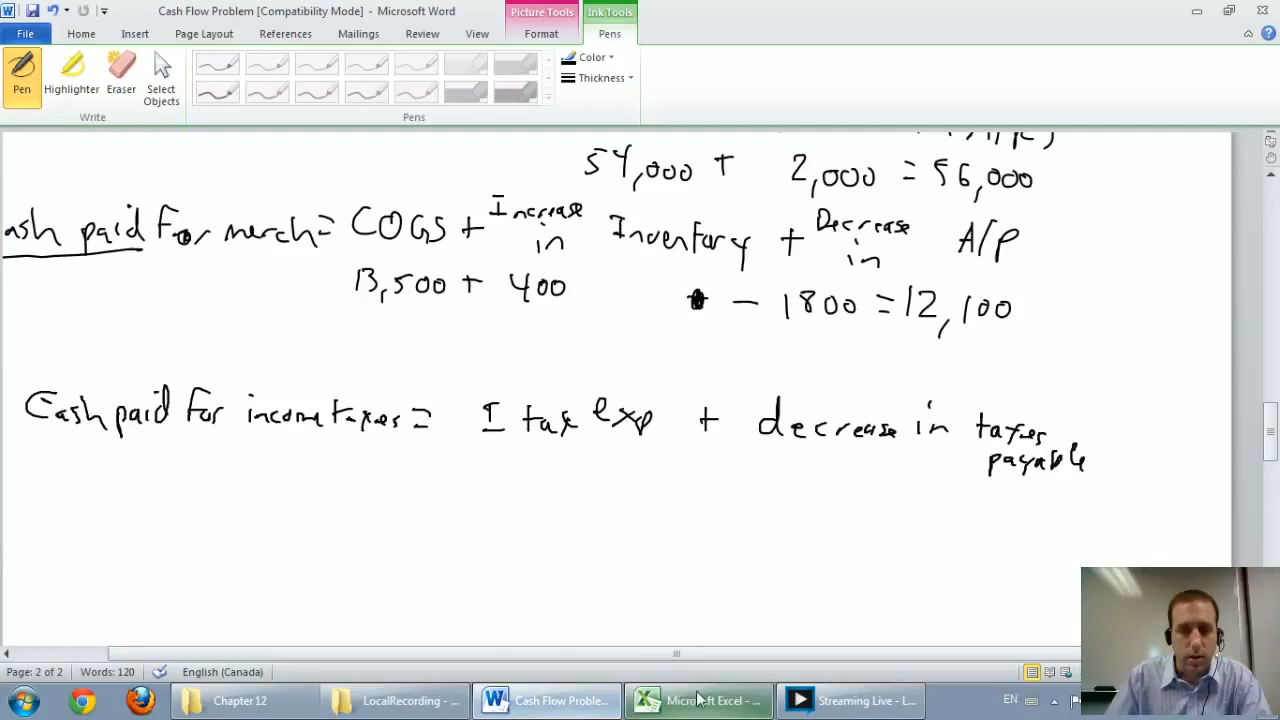 Cash Flow Problem [Compatibility Mode] - Microsoft Word
Picture Tools
Ink Tools
File Home Insert Page Layout References Mailings Review View Format Pens
Pen Highlighter Eraser Select Objects
Color
Thickness
Write
Pens
54,000 + 2,000 = 56,000
ash paid For merch = COGS + Increase in Inventory + Decrease in A/P
13,500 + 400 - 1800 = 12,100
Cash paid for income taxes = I tax exp + decrease in taxes payable
Page: 2 of 2 Words: 120 English (Canada)
Chapter 12 LocalRecording - ... Cash Flow Proble... Microsoft Excel - ... Streaming Live - L... EN